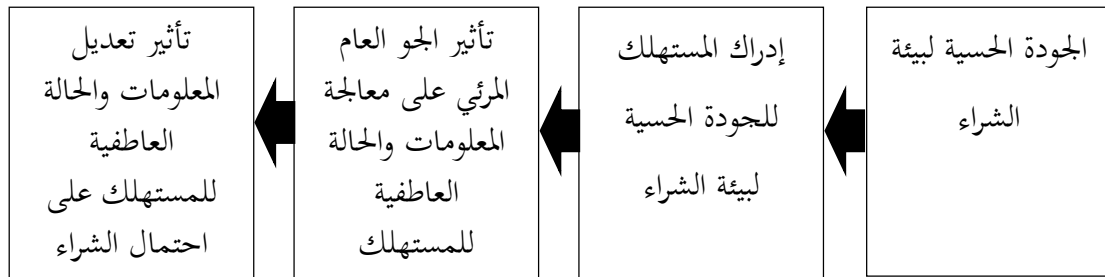 الجودة الحسية لبيئة
الشراء
إدراك المستهلك
للجودة الحسية
لبيئة الشراء
تأثير الجو العام
المرئي على معالجة
المعلومات والحالة
العاطفية
للمستهلك
تأثير تعديل
المعلومات والحالة
العاطفية
للمستهلك على
احتمال الشراء